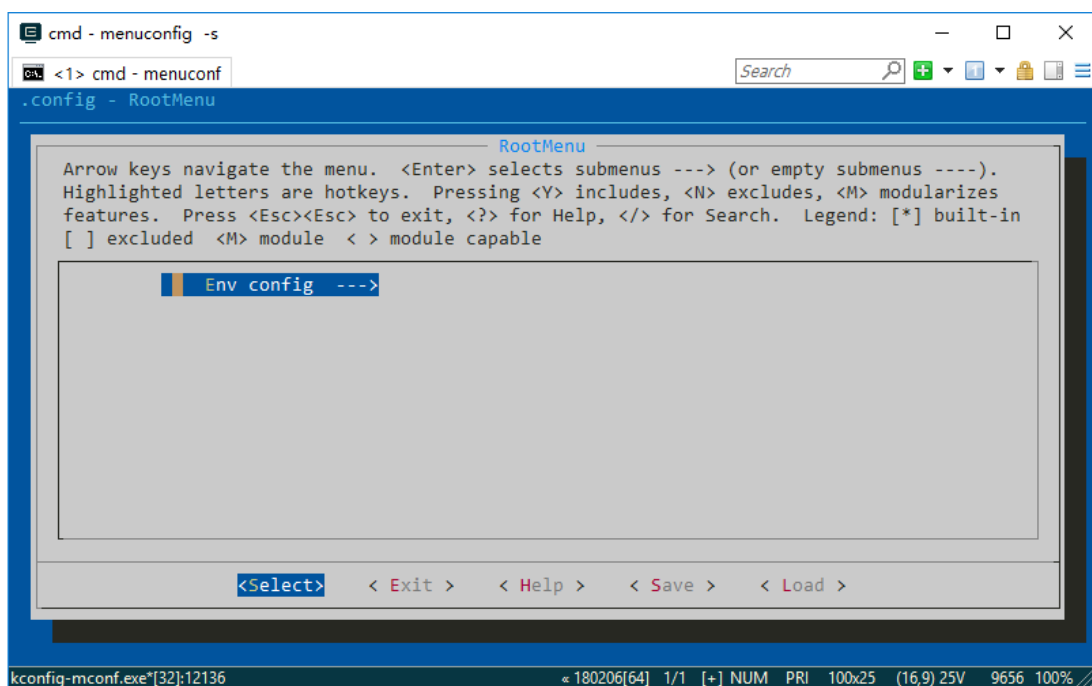 cmd - menuconfig -s
<1> cmd - menuconf
Search
.config - RootMenu
RootMenu
Arrow keys navigate the menu.  <Enter> selects submenus ---> (or empty submenus ----).
Highlighted letters are hotkeys.  Pressing <Y> includes, <N> excludes, <M> modularizes
features.  Press <Esc><Esc> to exit, <?> for Help, </> for Search.  Legend: [*] built-in
[ ] excluded  <M> module  < > module capable
Env config  --->
<Select>    < Exit >    < Help >    < Save >    < Load >
kconfig-mconf.exe*[32]:12136    « 180206[64]  1/1  [+] NUM  PRI  100x25  (16,9) 25V  9656  100%